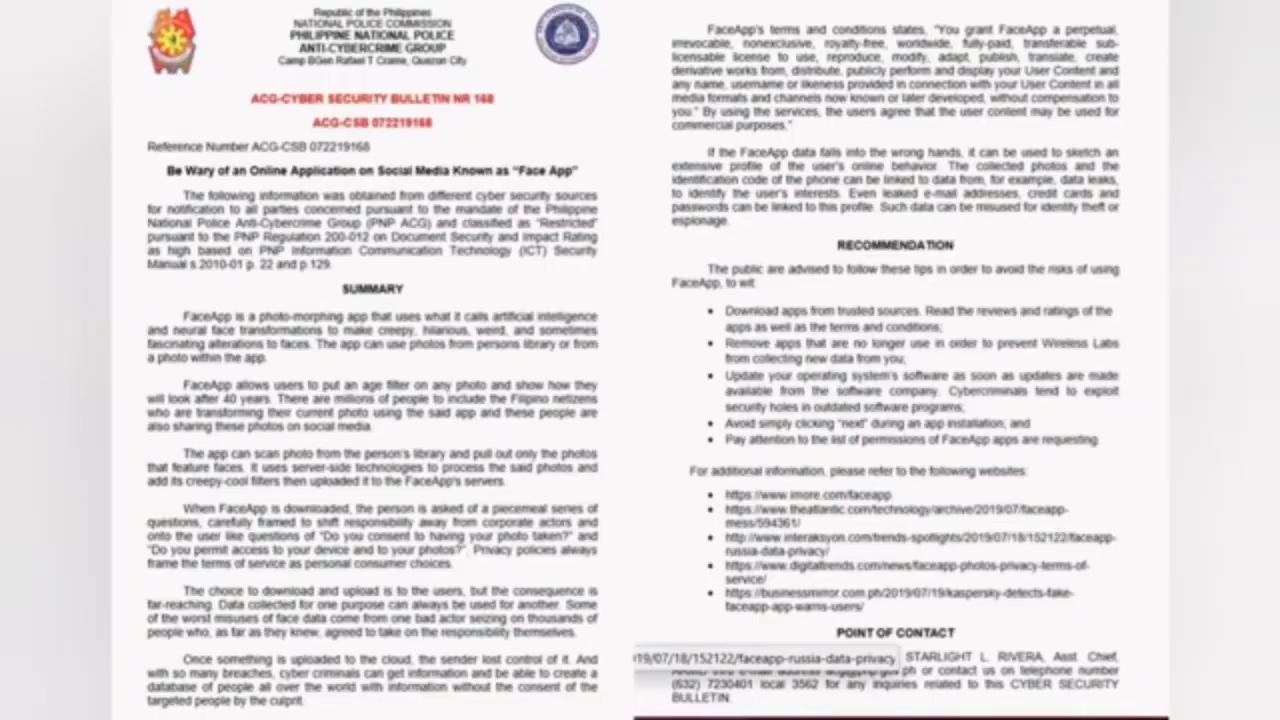 Republic of the Philippines
NATIONAL POLICE COMMISSION
PHILIPPINE NATIONAL POLICE
ANTI-CYBERCRIME GROUP
Camp BGen Rafael T Crame, Quezon City
ACG-CYBER SECURITY BULLETIN NR 168
ACG-CSB 072219168
Reference Number ACG-CSB 072219168
Be Wary of an Online Application on Social Media Known as "Face App"
The following information was obtained from different cyber security sources
for notification to all parties concerned pursuant to the mandate of the Philippine
National Police Anti-Cybercrime Group (PNP ACG) and classified as "Restricted"
pursuant to the PNP Regulation 200-012 on Document Security and Impact Rating
as high based on PNP Information Communication Technology (ICT) Security
Manual s.2010-01 p. 22 and p.129.
SUMMARY
FaceApp is a photo-morphing app that uses what it calls artificial intelligence
and neural face transformations to make creepy, hilarious, weird, and sometimes
fascinating alterations to faces. The app can use photos from persons library or from
a photo within the app.
FaceApp allows users to put an age filter on any photo and show how they
will look after 40 years. There are millions of people to include the Filipino netizens
who are transforming their current photo using the said app and these people are
also sharing these photos on social media.
The app can scan photo from the person's library and pull out only the photos
that feature faces. It uses server-side technologies to process the said photos and
add its creepy-cool filters then uploaded it to the FaceApp's servers.
When FaceApp is downloaded, the person is asked of a piecemeal series of
questions, carefully framed to shift responsibility away from corporate actors and
onto the user like questions of "Do you consent to having your photo taken?" and
"Do you permit access to your device and to your photos?". Privacy policies always
frame the terms of service as personal consumer choices.
The choice to download and upload is to the users, but the consequence is
far-reaching. Data collected for one purpose can always be used for another. Some
of the worst misuses of face data come from one bad actor seizing on thousands of
people who, as far as they knew, agreed to take on the responsibility themselves.
Once something is uploaded to the cloud, the sender lost control of it. And
with so many breaches, cyber criminals can get information and be able to create a
database of people all over the world with information without the consent of the
targeted people by the culprit.
FaceApp's terms and conditions states, "You grant FaceApp a perpetual,
irrevocable, nonexclusive, royalty-free, worldwide, fully-paid, transferable sub-
licensable license to use, reproduce, modify, adapt, publish, translate, create
derivative works from, distribute, publicly perform and display your User Content and
any name, username or likeness provided in connection with your User Content in all
media formats and channels now known or later developed, without compensation to
you." By using the services, the users agree that the user content may be used for
commercial purposes."
If the FaceApp data falls into the wrong hands, it can be used to sketch an
extensive profile of the user's online behavior. The collected photos and the
identification code of the phone can be linked to data from, for example, data leaks,
to identify the user's interests. Even leaked e-mail addresses, credit cards and
passwords can be linked to this profile. Such data can be misused for identity theft or
espionage.
RECOMMENDATION
The public are advised to follow these tips in order to avoid the risks of using
FaceApp, to wit:
• Download apps from trusted sources. Read the reviews and ratings of the
apps as well as the terms and conditions;
• Remove apps that are no longer use in order to prevent Wireless Labs
from collecting new data from you;
• Update your operating system's software as soon as updates are made
available from the software company. Cybercriminals tend to exploit
security holes in outdated software programs;
• Avoid simply clicking "next" during an app installation; and
• Pay attention to the list of permissions of FaceApp apps are requesting.
For additional information, please refer to the following websites:
• https://www.imore.com/faceapp
• https://www.theatlantic.com/technology/archive/2019/07/faceapp-
mess/594361/
• http://www.interaksyon.com/trends-spotlights/2019/07/18/152122/faceapp-
russia-data-privacy/
• https://www.digitaltrends.com/news/faceapp-photos-privacy-terms-of-
service/
• https://businessmirror.com.ph/2019/07/19/kaspersky-detects-fake-
faceapp-app-warns-users/
POINT OF CONTACT
19/07/18/152122/faceapp-russia-data-privacy STARLIGHT L. RIVERA, Asst. Chief,
e-mail address ph or contact us on telephone number
(632) 7230401 local 3562 for any inquiries related to this CYBER SECURITY
BULLETIN.